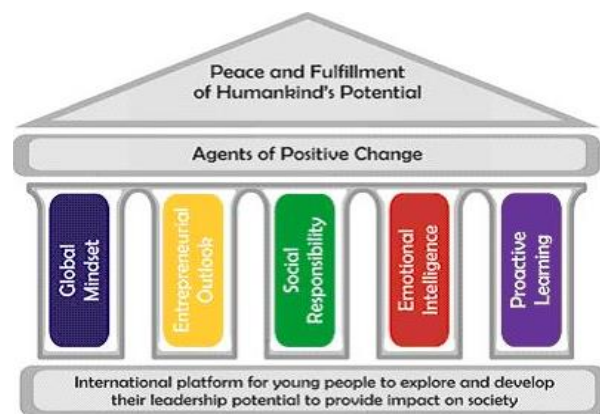 Peace and Fulfillment
of Humankind's Potential
Agents of Positive Change
Global
Mindset
Entrepreneurial
Outlook
Social
Responsibility
Emotional
Intelligence
Proactive
Learning
International platform for young people to explore and develop
their leadership potential to provide impact on society